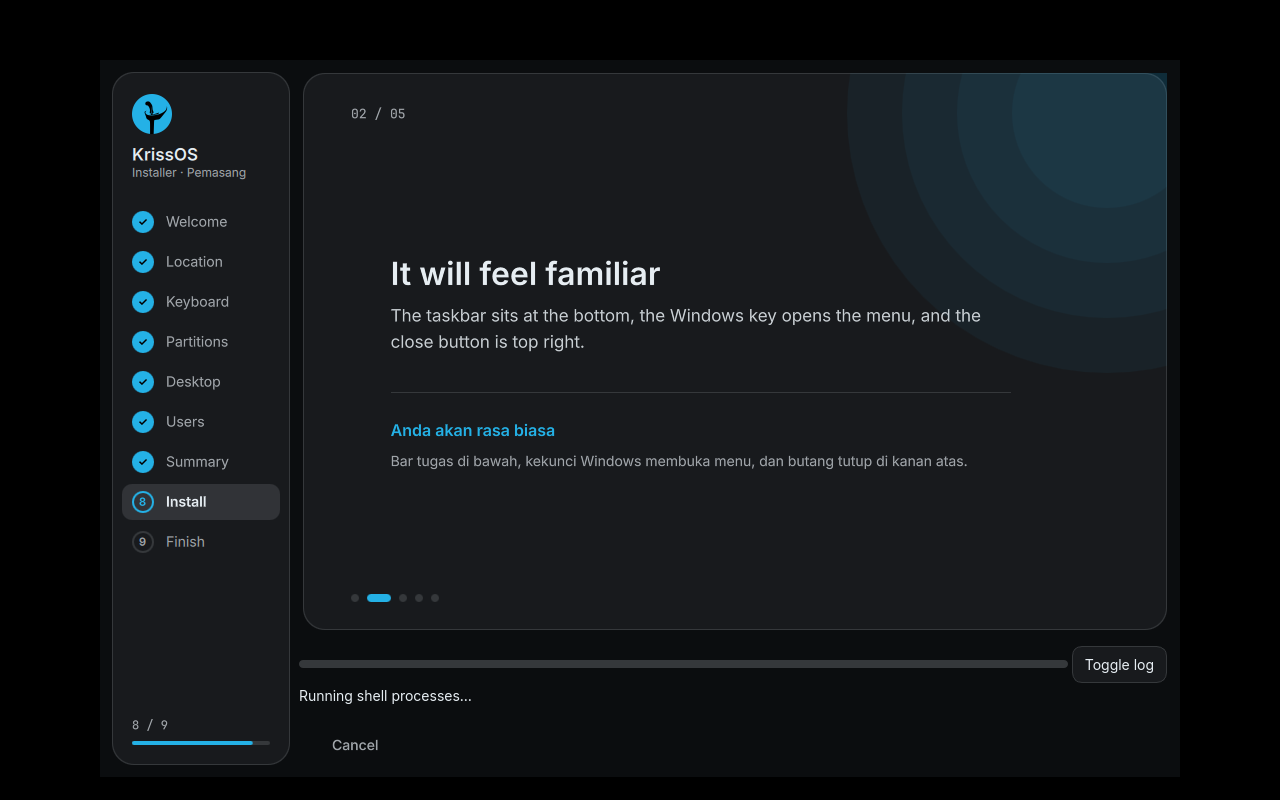 KrissOS
Installer · Pemasang
Welcome
Location
Keyboard
Partitions
Desktop
Users
Summary
8 Install
9 Finish
8 / 9
02 / 05
It will feel familiar
The taskbar sits at the bottom, the Windows key opens the menu, and the
close button is top right.
Anda akan rasa biasa
Bar tugas di bawah, kekunci Windows membuka menu, dan butang tutup di kanan atas.
Toggle log
Running shell processes...
Cancel